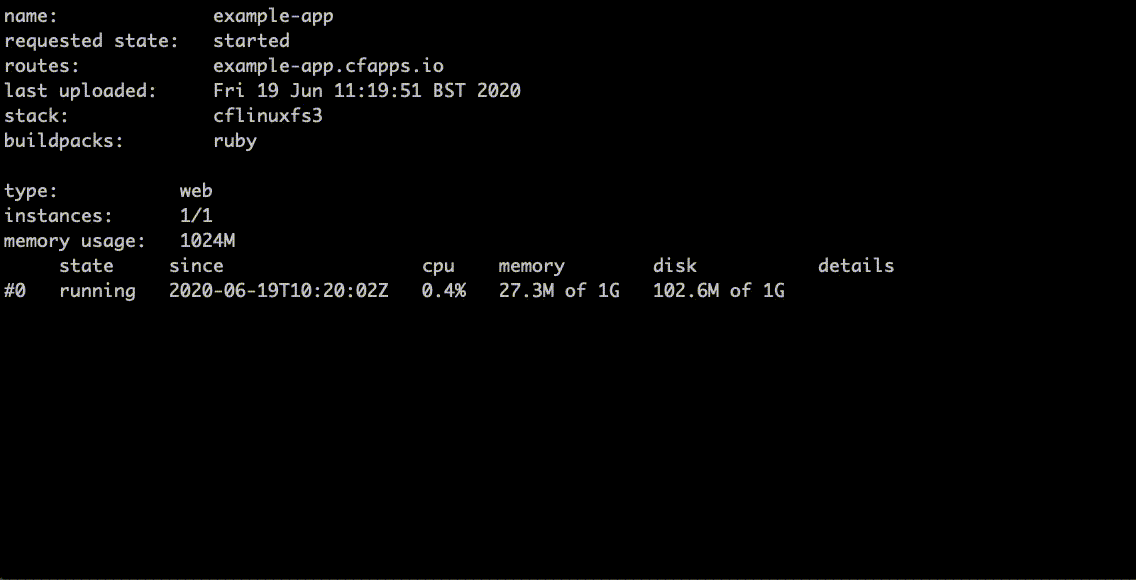 name: example-app
requested state: started
routes: example-app.cfapps.io
last uploaded: Fri 19 Jun 11:19:51 BST 2020
stack: cflinuxfs3
buildpacks: ruby
type: web
instances: 1/1
memory usage: 1024M
state since cpu memory disk details
#0 running 2020-06-19T10:20:02Z 0.4% 27.3M of 1G 102.6M of 1G